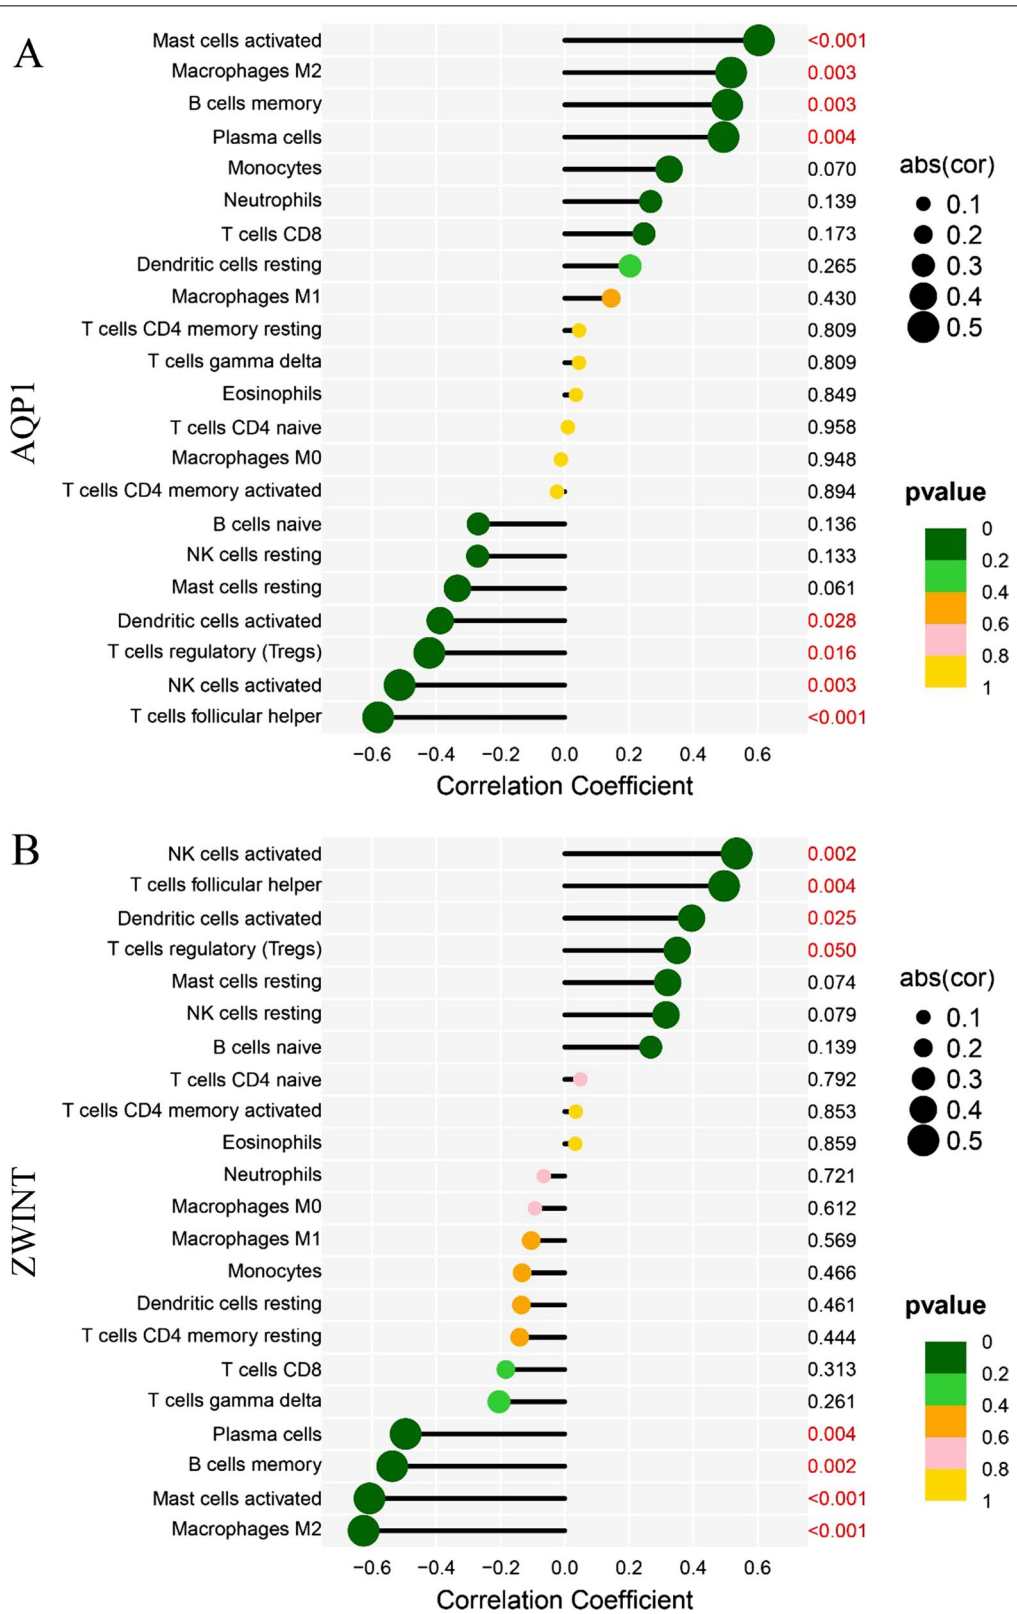 A
Mast cells activated <0.001
Macrophages M2 0.003
B cells memory 0.003
Plasma cells 0.004
Monocytes 0.070
Neutrophils 0.139
T cells CD8 0.173
Dendritic cells resting 0.265
Macrophages M1 0.430
T cells CD4 memory resting 0.809
T cells gamma delta 0.809
Eosinophils 0.849
T cells CD4 naive 0.958
Macrophages M0 0.948
T cells CD4 memory activated 0.894
B cells naive 0.136
NK cells resting 0.133
Mast cells resting 0.061
Dendritic cells activated 0.028
T cells regulatory (Tregs) 0.016
NK cells activated 0.003
T cells follicular helper <0.001
−0.6 −0.4 −0.2 0.0 0.2 0.4 0.6
Correlation Coefficient
AQP1
abs(cor)
0.1
0.2
0.3
0.4
0.5
pvalue
0
0.2
0.4
0.6
0.8
1
B
NK cells activated 0.002
T cells follicular helper 0.004
Dendritic cells activated 0.025
T cells regulatory (Tregs) 0.050
Mast cells resting 0.074
NK cells resting 0.079
B cells naive 0.139
T cells CD4 naive 0.792
T cells CD4 memory activated 0.853
Eosinophils 0.859
Neutrophils 0.721
Macrophages M0 0.612
Macrophages M1 0.569
Monocytes 0.466
Dendritic cells resting 0.461
T cells CD4 memory resting 0.444
T cells CD8 0.313
T cells gamma delta 0.261
Plasma cells 0.004
B cells memory 0.002
Mast cells activated <0.001
Macrophages M2 <0.001
−0.6 −0.4 −0.2 0.0 0.2 0.4 0.6
Correlation Coefficient
ZWINT
abs(cor)
0.1
0.2
0.3
0.4
0.5
pvalue
0
0.2
0.4
0.6
0.8
1